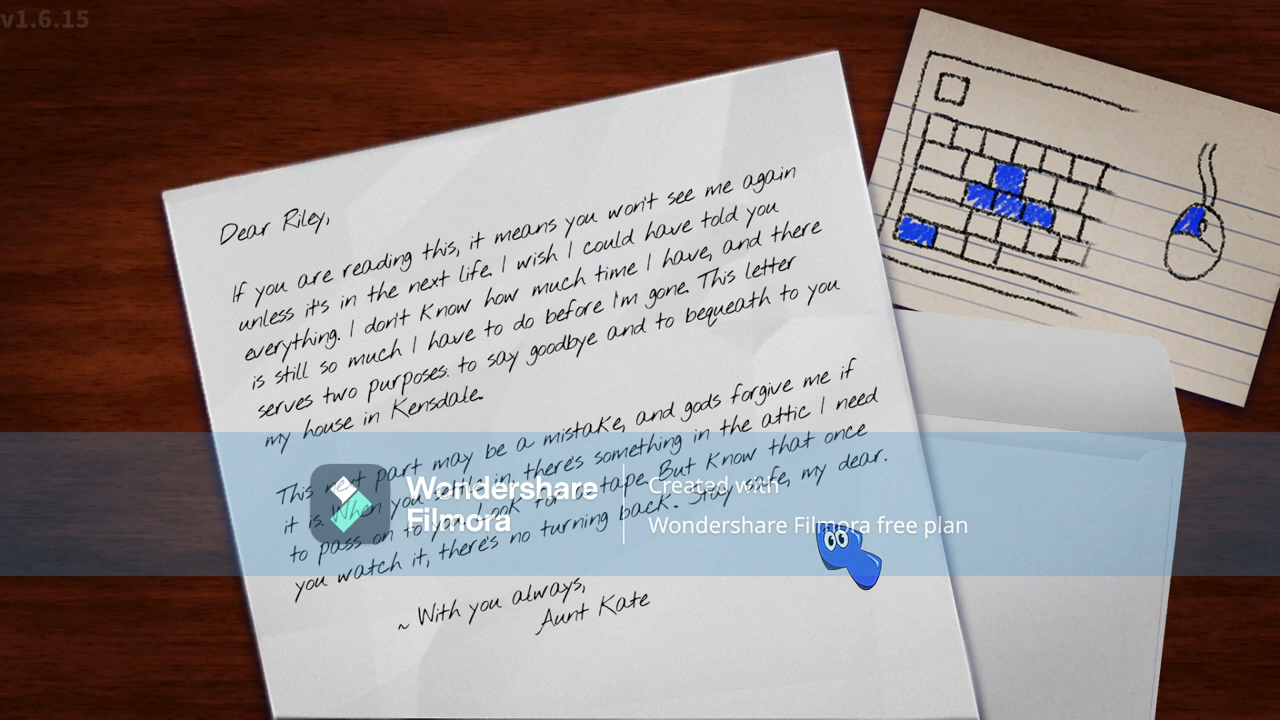 v1.6.15
Dear Riley,
If you are reading this, it means you won't see me again
unless it's in the next life. I wish I could have told you
everything. I don't know how much time I have, and there
is still so much I have to do before I'm gone. This letter
serves two purposes: to say goodbye and to bequeath to you
my house in Kensdale.
This next part may be a mistake, and gods forgive me if
it is. When you settle in, there's something in the attic I need
to pass on to you. Look for a tape. But know that once
you watch it, there's no turning back. Stay safe, my dear.
~ With you always,
Aunt Kate
Wondershare
Filmora
Created with
Wondershare Filmora free plan